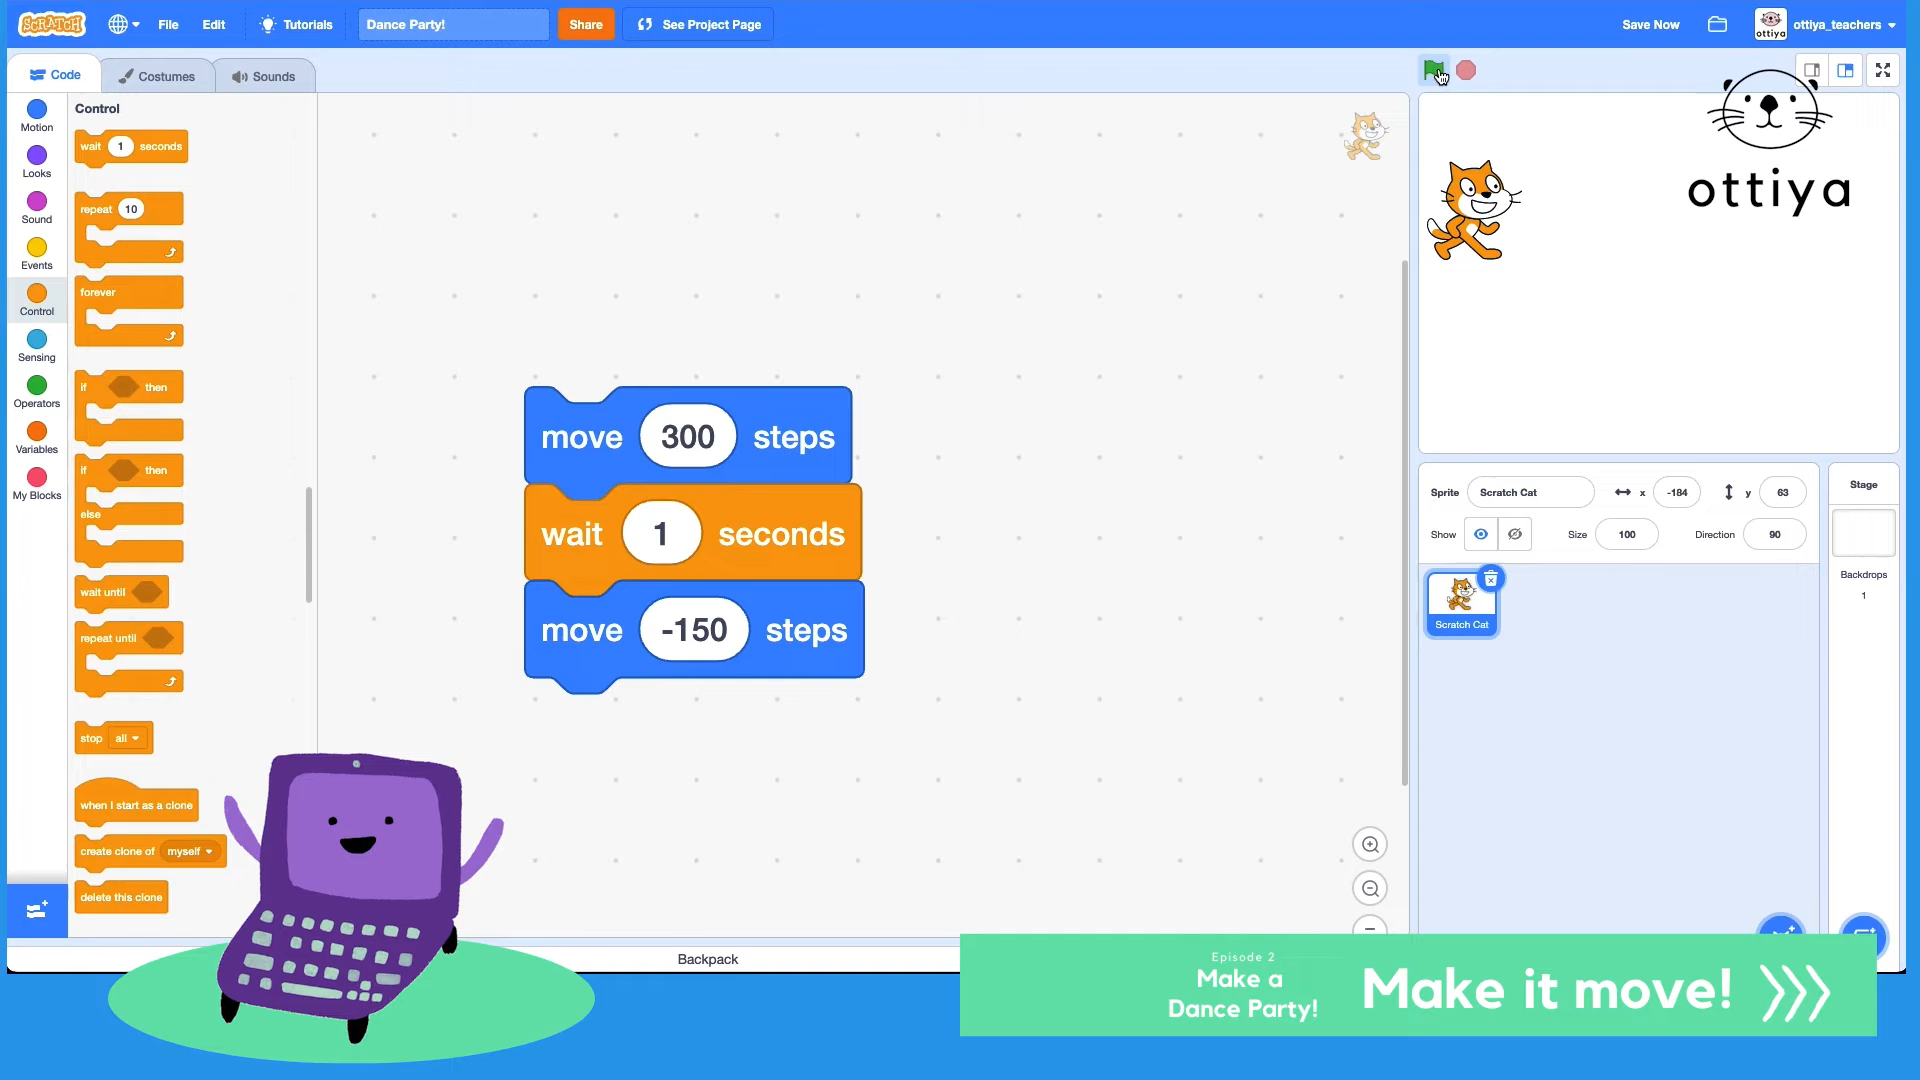 SCRATCH
File
Edit
Tutorials
Dance Party!
Share
See Project Page
Save Now
ottiya
ottiya_teachers
Code
Costumes
Sounds
Motion
Looks
Sound
Events
Control
Sensing
Operators
Variables
My Blocks
Control
wait 1 seconds
repeat 10
forever
if then
if then
else
wait until
repeat until
stop all
when I start as a clone
create clone of myself
delete this clone
move 300 steps
wait 1 seconds
move -150 steps
ottiya
Sprite Scratch Cat x -184 y 63
Show Size 100 Direction 90
Scratch Cat
Stage
Backdrops
1
Backpack
Episode 2
Make a
Dance Party!
Make it move!